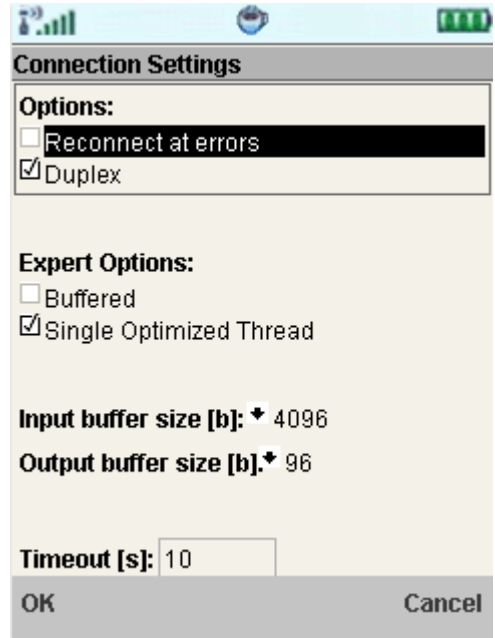 Connection Settings
Options:
Reconnect at errors
Duplex
Expert Options:
Buffered
Single Optimized Thread
Input buffer size [b]: 4096
Output buffer size [b]. 96
Timeout [s]: 10
OK Cancel